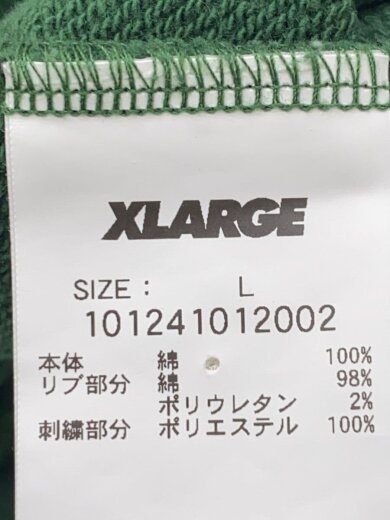 XLARGE
SIZE : L
101241012002
本体 綿 100%
リブ部分 綿 98%
ポリウレタン 2%
刺繍部分 ポリエステル 100%